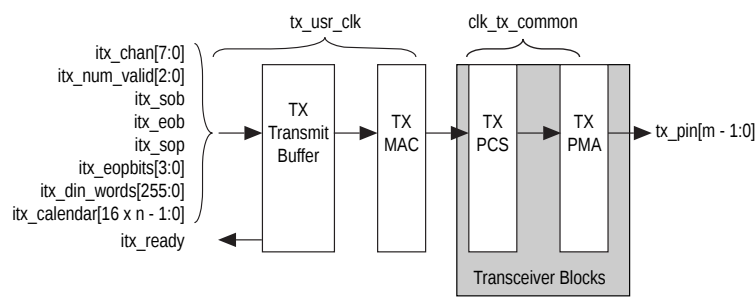 tx_usr_clk
clk_tx_common
itx_chan[7:0]
itx_num_valid[2:0]
itx_sob
itx_eob
itx_sop
itx_eopbits[3:0]
itx_din_words[255:0]
itx_calendar[16 x n - 1:0]
itx_ready
TX
Transmit
Buffer
TX
MAC
TX
PCS
TX
PMA
tx_pin[m - 1:0]
Transceiver Blocks